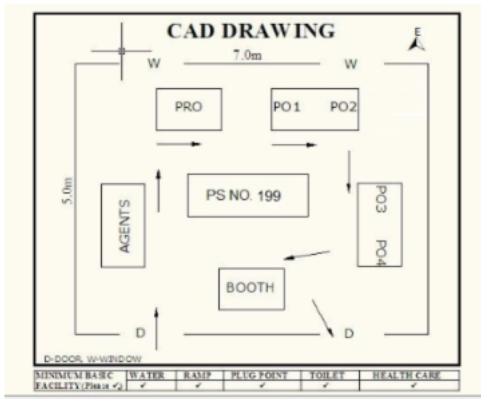 CAD DRAWING
E
7.0m
W W
PRO
PO1 PO2
5.0m
AGENTS
PS NO. 199
PO3 PO4
BOOTH
D D
D-DOOR, W-WINDOW
MINIMUM BASIC FACILITY(Please ✓) WATER RAMP PLUG POINT TOILET HEALTH CARE
✓ ✓ ✓ ✓ ✓